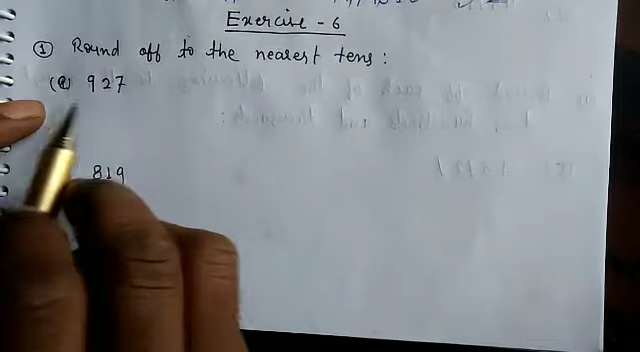 Exercise - 6
① Round off to the nearest tens :
927
819